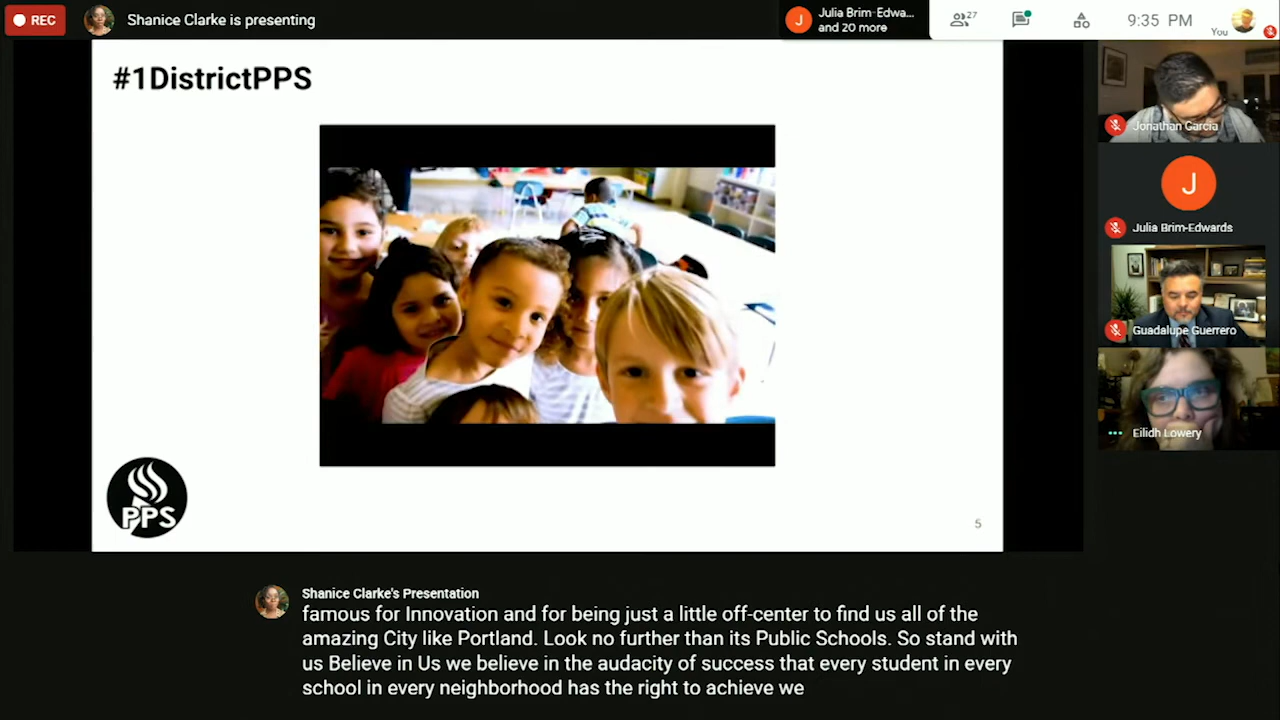 REC
Shanice Clarke is presenting
J
Julia Brim-Edwa...
and 20 more
27
9:35 PM
You
#1DistrictPPS
Jonathan Garcia
J
Julia Brim-Edwards
Guadalupe Guerrero
Eilidh Lowery
PPS
5
Shanice Clarke's Presentation
famous for Innovation and for being just a little off-center to find us all of the
amazing City like Portland. Look no further than its Public Schools. So stand with
us Believe in Us we believe in the audacity of success that every student in every
school in every neighborhood has the right to achieve we